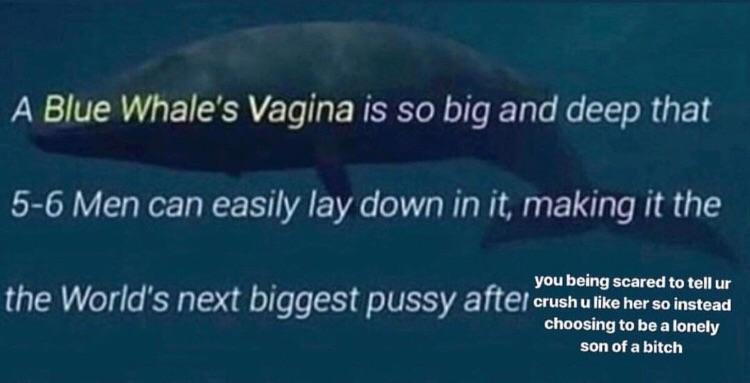 A Blue Whale's Vagina is so big and deep that
5-6 Men can easily lay down in it, making it the
the World's next biggest pussy after
you being scared to tell ur
crush u like her so instead
choosing to be a lonely
son of a bitch